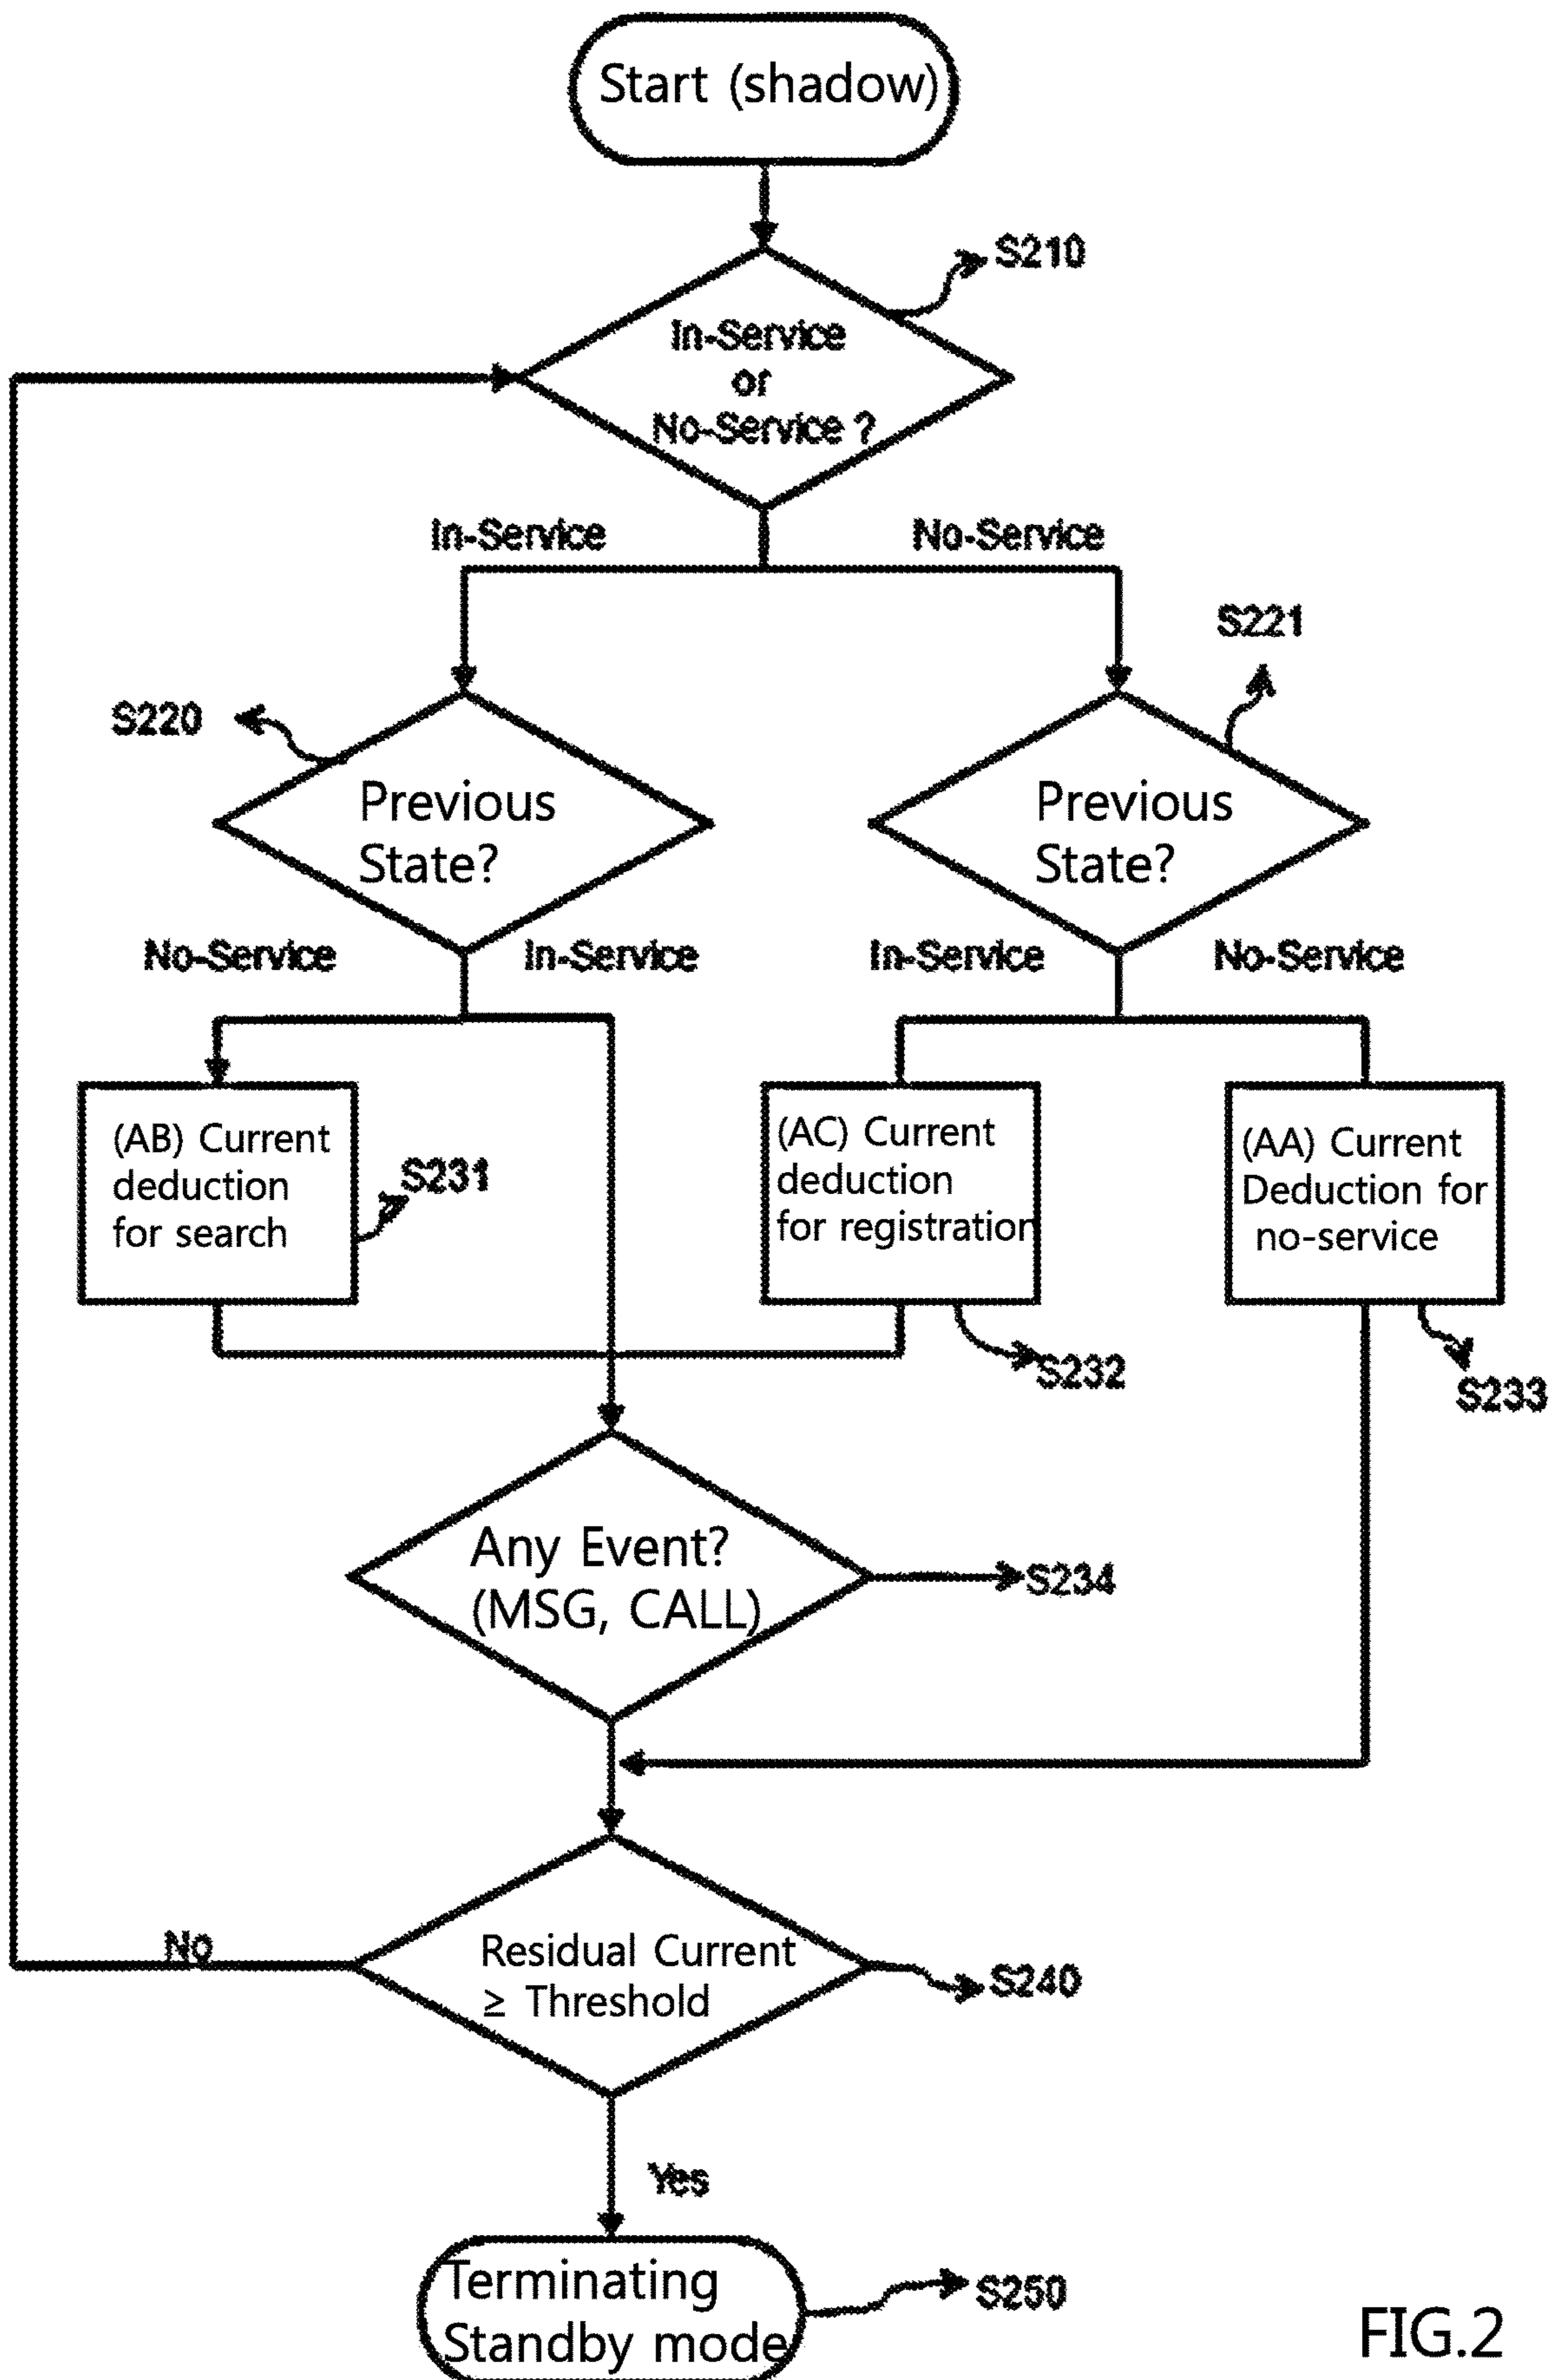 Start (shadow)
S210
In-Service
or
No-Service ?
In-Service
No-Service
S221
S220
Previous
State?
Previous
State?
No-Service
In-Service
In-Service
No-Service
(AB) Current
deduction
for search
S231
(AC) Current
deduction
for registration
(AA) Current
Deduction for
no-service
S232
S233
Any Event?
(MSG, CALL)
S234
No
Residual Current
≥ Threshold
S240
Yes
Terminating
Standby mode
S250
FIG.2